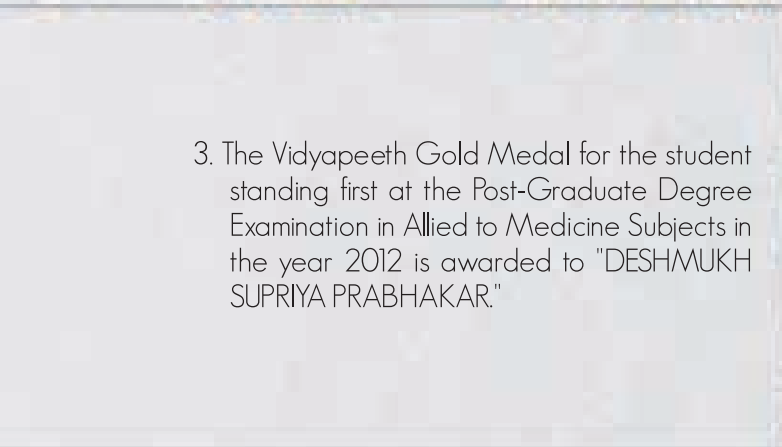 3. The Vidyapeeth Gold Medal for the student
standing first at the Post-Graduate Degree
Examination in Allied to Medicine Subjects in
the year 2012 is awarded to "DESHMUKH
SUPRIYA PRABHAKAR."